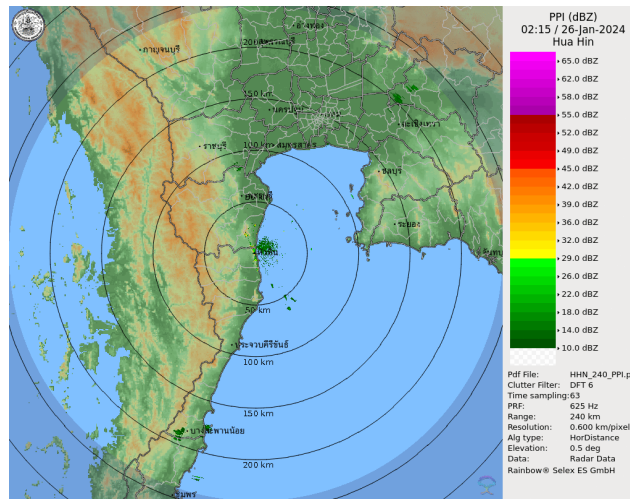 PPI (dBZ)
02:15 / 26-Jan-2024
Hua Hin
65.0 dBZ
62.0 dBZ
58.0 dBZ
55.0 dBZ
52.0 dBZ
49.0 dBZ
45.0 dBZ
42.0 dBZ
39.0 dBZ
36.0 dBZ
32.0 dBZ
29.0 dBZ
26.0 dBZ
22.0 dBZ
18.0 dBZ
14.0 dBZ
10.0 dBZ
Pdf File: HHN_240_PPI.p
Clutter Filter: DFT 6
Time sampling:63
PRF: 625 Hz
Range: 240 km
Resolution: 0.600 km/pixel
Alg type: HorDistance
Elevation: 0.5 deg
Data: Radar Data
Rainbow® Selex ES GmbH
อ่างทอง
กาญจนบุรี
150 km
นครปฐม
ฉะเชิงเทรา
ราชบุรี
100 km
สมุทรสาคร
ชลบุรี
ระยอง
50 km
ประจวบคีรีขันธ์
100 km
150 km
บางสะพานน้อย
200 km
ชุมพร